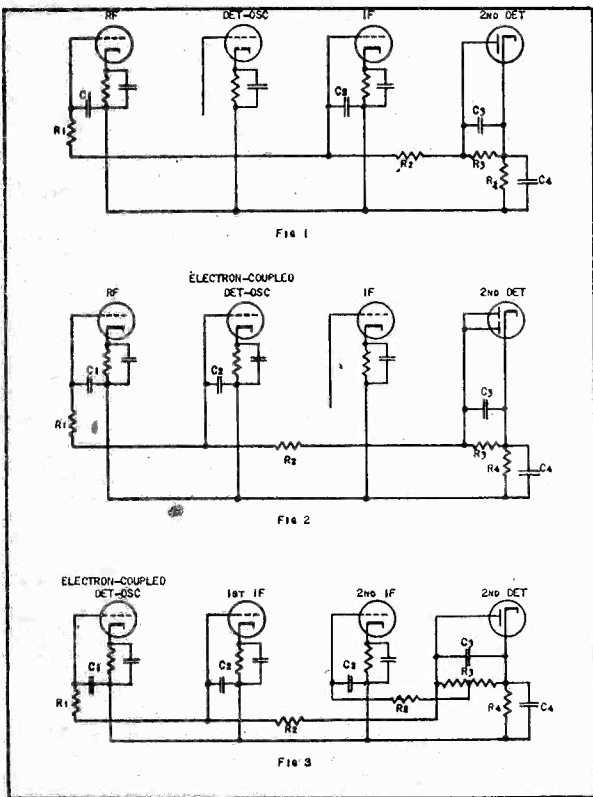 RF
DET-OSC
IF
2ND DET
C1
R1
C2
C3
R2
R3
R4
C4
FIG 1
ELECTRON-COUPLED
DET-OSC
RF
IF
2ND DET
C1
C2
C3
R1
R2
R3
R4
C4
FIG 2
ELECTRON-COUPLED
DET-OSC
1ST IF
2ND IF
2ND DET
C1
C2
C2
C3
R3
R1
R2
R2
R4
C4
FIG 3